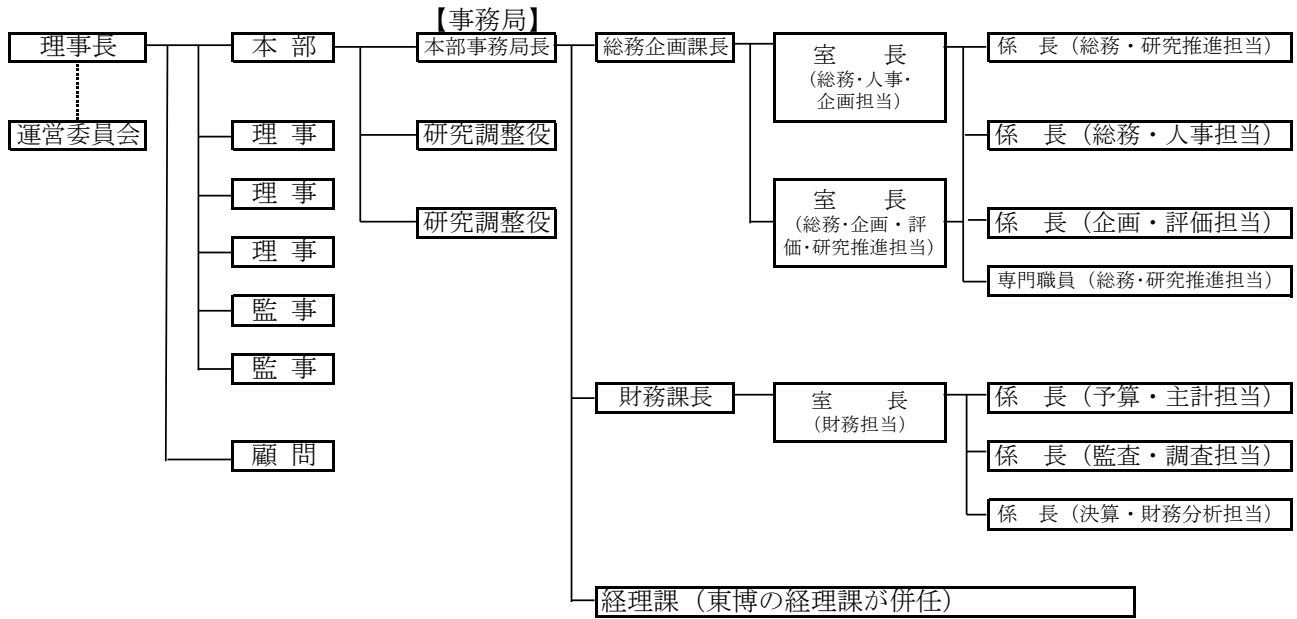 【事務局】
理事長
本 部
本部事務局長
総務企画課長
室　　長
（総務・人事・
企画担当）
係　長（総務・研究推進担当）
運営委員会
理 事
研究調整役
係　長（総務・人事担当）
理 事
室　　長
（総務・企画・評
価・研究推進担当）
研究調整役
係　長（企画・評価担当）
理 事
専門職員（総務・研究推進担当）
監 事
監 事
財務課長
室　　長
（財務担当）
係　長（予算・主計担当）
顧 問
係　長（監査・調査担当）
係　長（決算・財務分析担当）
経理課（東博の経理課が併任）